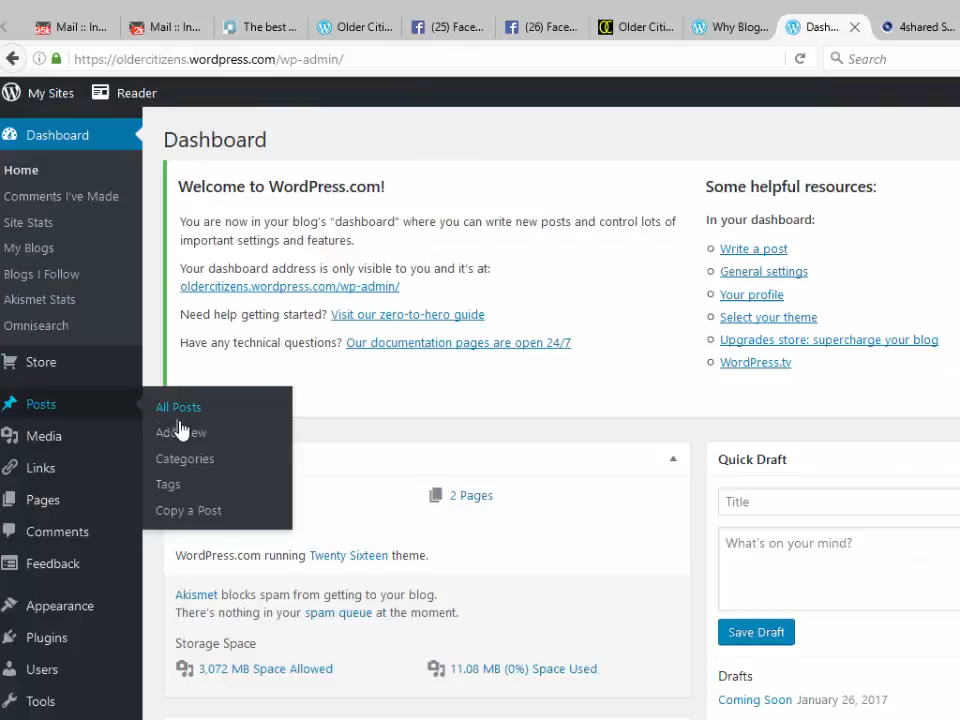 Mail :: In...
Mail :: In...
The best ...
Older Citi...
(25) Face...
(26) Face...
Older Citi...
Why Blog...
Dash...
4shared S...
https://oldercitizens.wordpress.com/wp-admin/
Search
My Sites
Reader
Dashboard
Home
Comments I've Made
Site Stats
My Blogs
Blogs I Follow
Akismet Stats
Omnisearch
Store
Posts
Media
Links
Pages
Comments
Feedback
Appearance
Plugins
Users
Tools
All Posts
Add New
Categories
Tags
Copy a Post
Dashboard
Welcome to WordPress.com!
You are now in your blog's "dashboard" where you can write new posts and control lots of
important settings and features.
Your dashboard address is only visible to you and it's at:
oldercitizens.wordpress.com/wp-admin/
Need help getting started? Visit our zero-to-hero guide
Have any technical questions? Our documentation pages are open 24/7
Some helpful resources:
In your dashboard:
Write a post
General settings
Your profile
Select your theme
Upgrades store: supercharge your blog
WordPress.tv
2 Pages
WordPress.com running Twenty Sixteen theme.
Akismet blocks spam from getting to your blog.
There's nothing in your spam queue at the moment.
Storage Space
3,072 MB Space Allowed
11.08 MB (0%) Space Used
Quick Draft
Title
What's on your mind?
Save Draft
Drafts
Coming Soon January 26, 2017